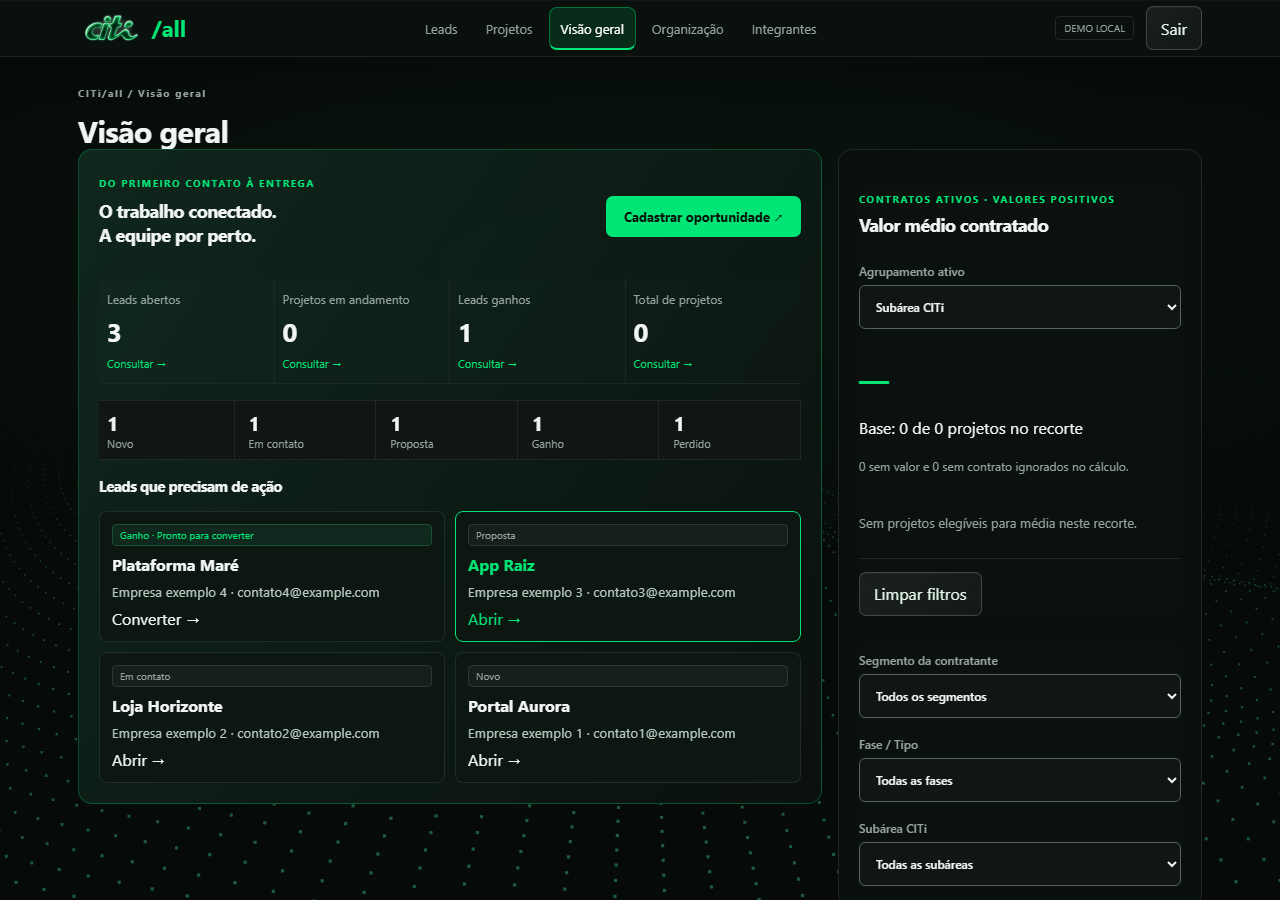 citi /all
Leads
Projetos
Visão geral
Organização
Integrantes
DEMO LOCAL
Sair
CITi/all / Visão geral
Visão geral
DO PRIMEIRO CONTATO À ENTREGA
O trabalho conectado.
A equipe por perto.
Cadastrar oportunidade ↗
Leads abertos
3
Consultar →
Projetos em andamento
0
Consultar →
Leads ganhos
1
Consultar →
Total de projetos
0
Consultar →
1
Novo
1
Em contato
1
Proposta
1
Ganho
1
Perdido
Leads que precisam de ação
Ganho · Pronto para converter
Plataforma Maré
Empresa exemplo 4 · contato4@example.com
Converter →
Proposta
App Raiz
Empresa exemplo 3 · contato3@example.com
Abrir →
Em contato
Loja Horizonte
Empresa exemplo 2 · contato2@example.com
Abrir →
Novo
Portal Aurora
Empresa exemplo 1 · contato1@example.com
Abrir →
CONTRATOS ATIVOS · VALORES POSITIVOS
Valor médio contratado
Agrupamento ativo
Subárea CITi
—
Base: 0 de 0 projetos no recorte
0 sem valor e 0 sem contrato ignorados no cálculo.
Sem projetos elegíveis para média neste recorte.
Limpar filtros
Segmento da contratante
Todos os segmentos
Fase / Tipo
Todas as fases
Subárea CITi
Todas as subáreas